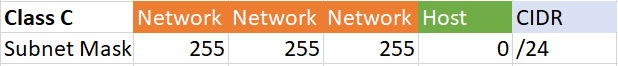 Class C Network Network Network Host CIDR
Subnet Mask 255 255 255 0 /24